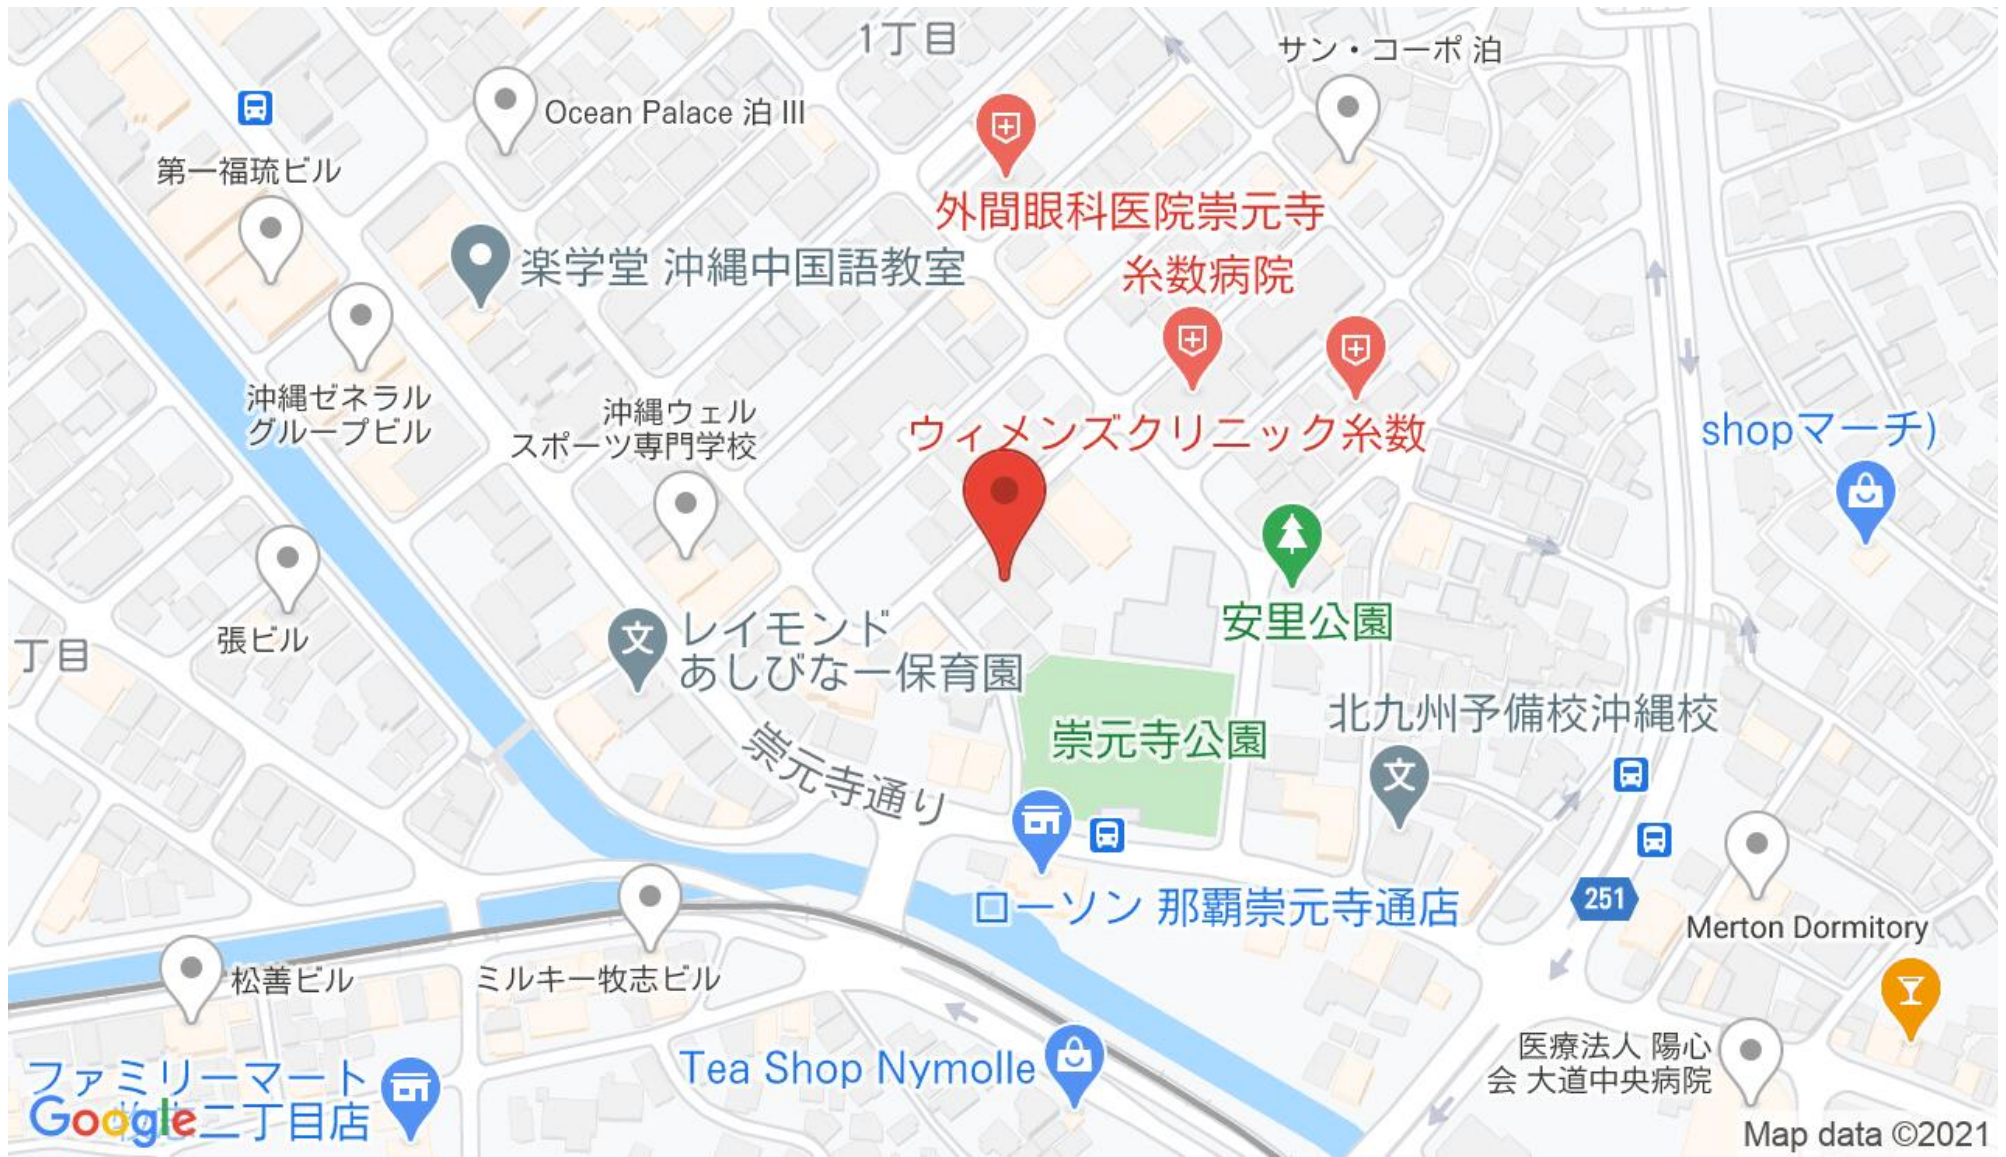 1丁目
サン・コーポ 泊
Ocean Palace 泊 III
第一福琉ビル
外間眼科医院崇元寺
楽学堂 沖縄中国語教室
糸数病院
沖縄ゼネラル
グループビル
沖縄ウェル
スポーツ専門学校
ウィメンズクリニック糸数
shopマーチ)
張ビル
丁目
レイモンド
あしびなー保育園
安里公園
崇元寺公園
北九州予備校沖縄校
崇元寺通り
ローソン 那覇崇元寺通店
251
Merton Dormitory
松善ビル
ミルキー牧志ビル
Tea Shop Nymolle
医療法人 陽心
会 大道中央病院
ファミリーマート
二丁目店
Google
Map data ©2021